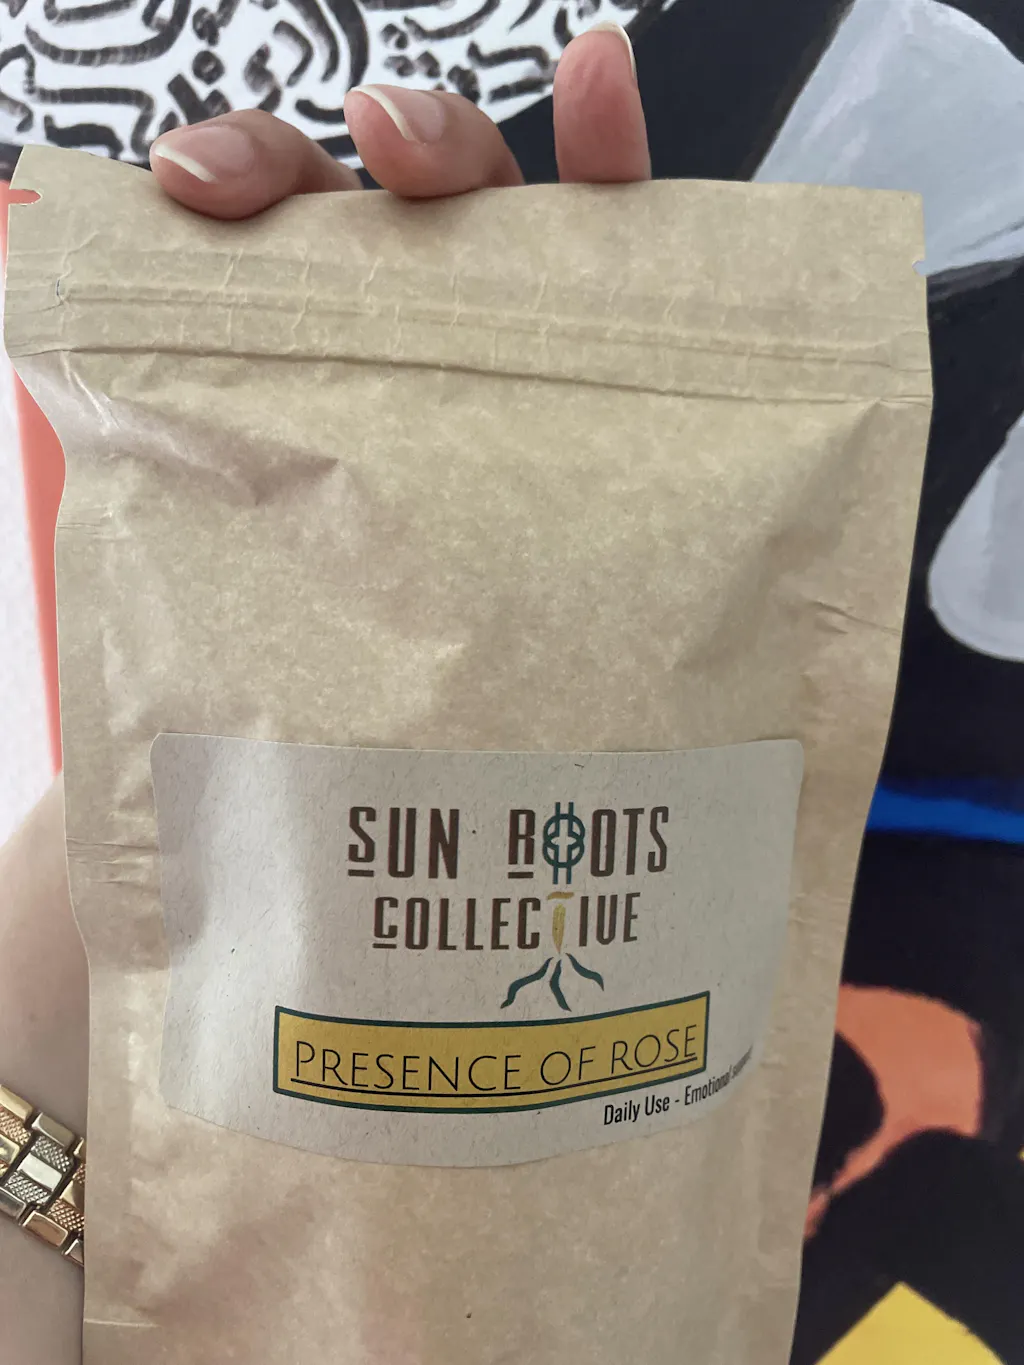 SUN ROOTS
COLLECTIVE
PRESENCE OF ROSE
Daily Use - Emotional